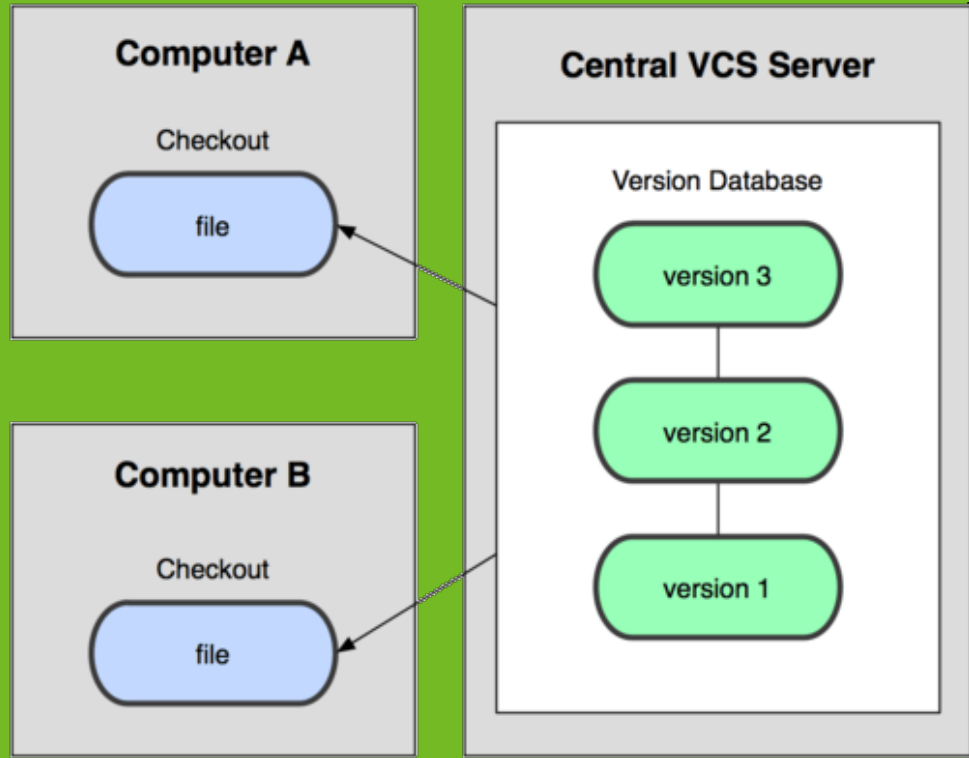 Computer A
Checkout
file
Computer B
Checkout
file
Central VCS Server
Version Database
version 3
version 2
version 1